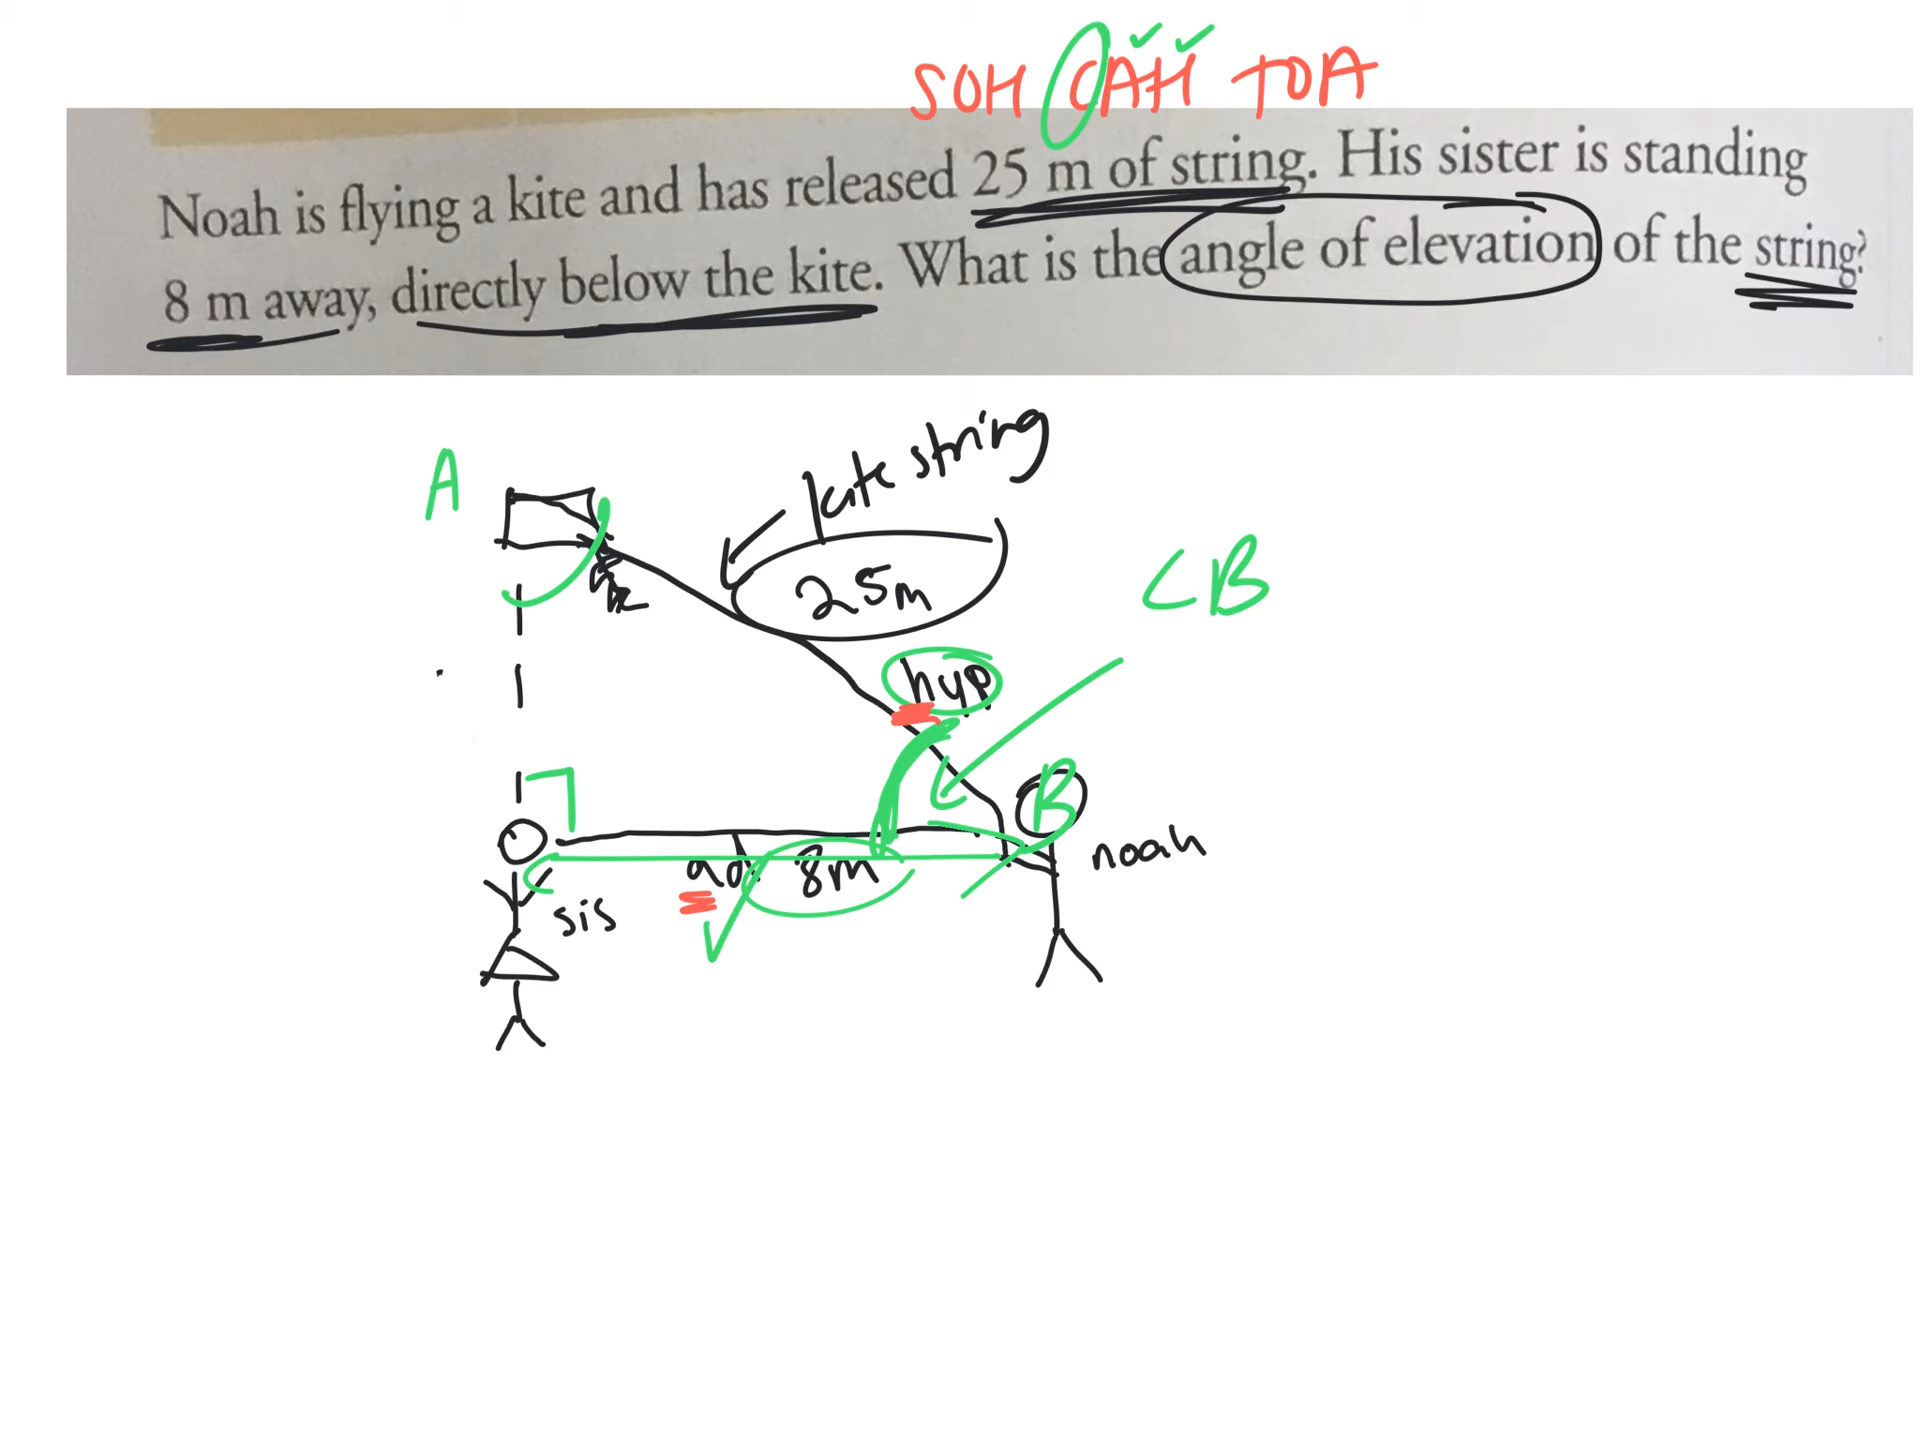 SOH CAH TOA
Noah is flying a kite and has released 25 m of string. His sister is standing
8 m away, directly below the kite. What is the angle of elevation of the string?
kite string
A
25m
<B
hyp
B
noah
adj 8m
sis